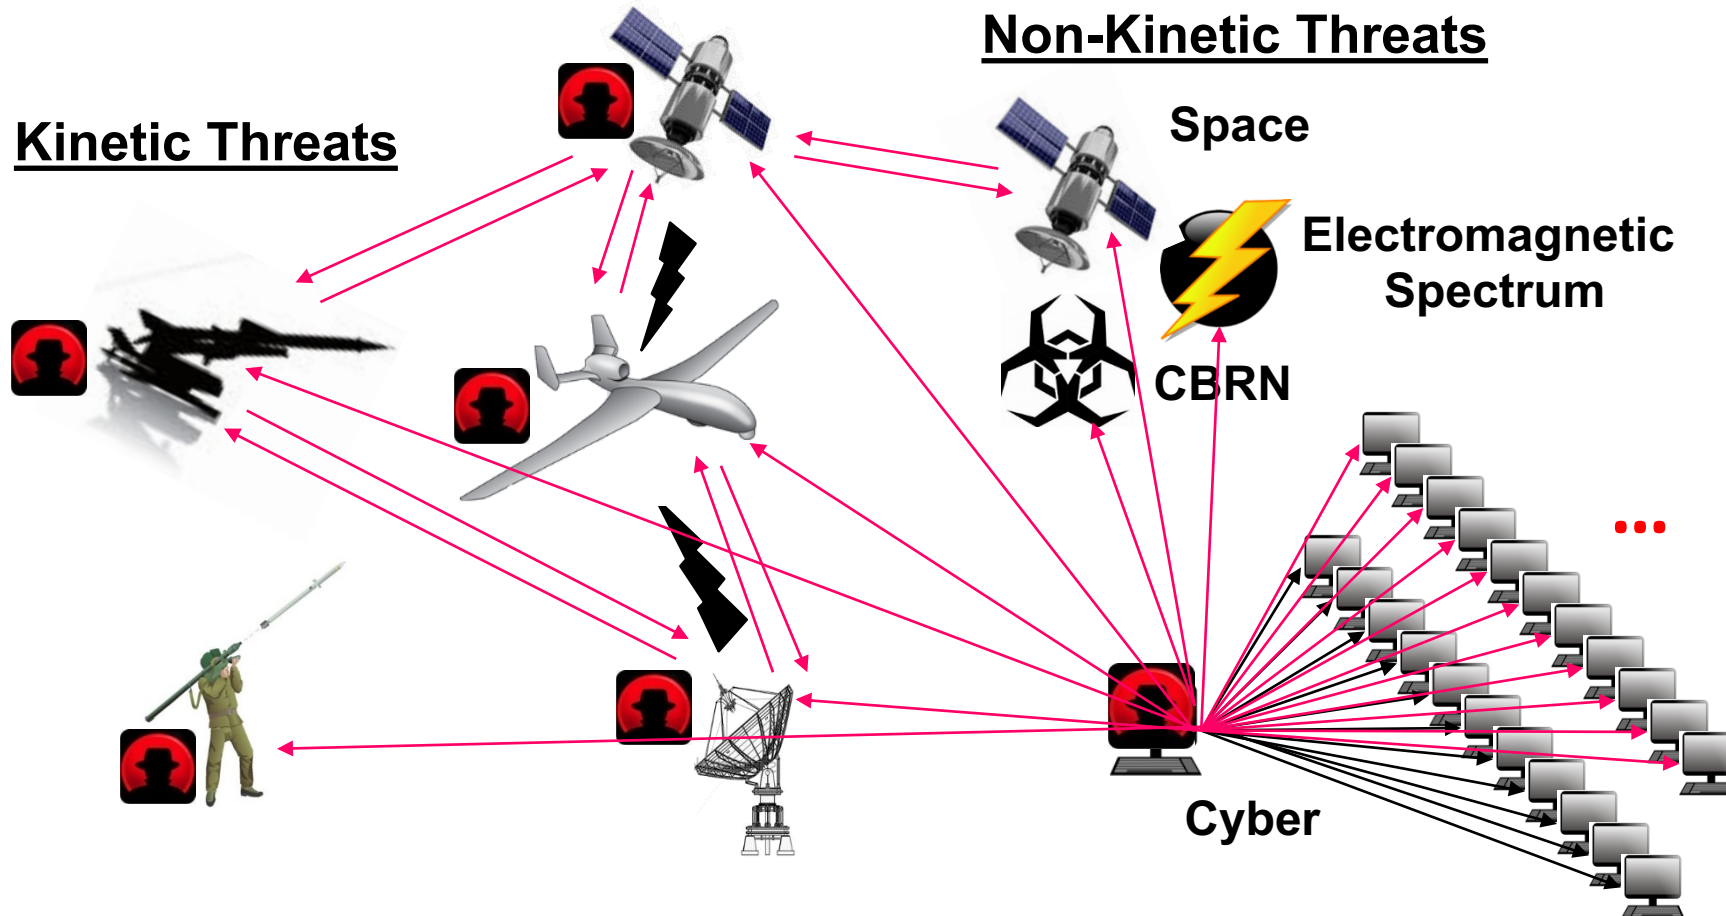 Non-Kinetic Threats
Kinetic Threats
Space
Electromagnetic
Spectrum
CBRN
...
Cyber